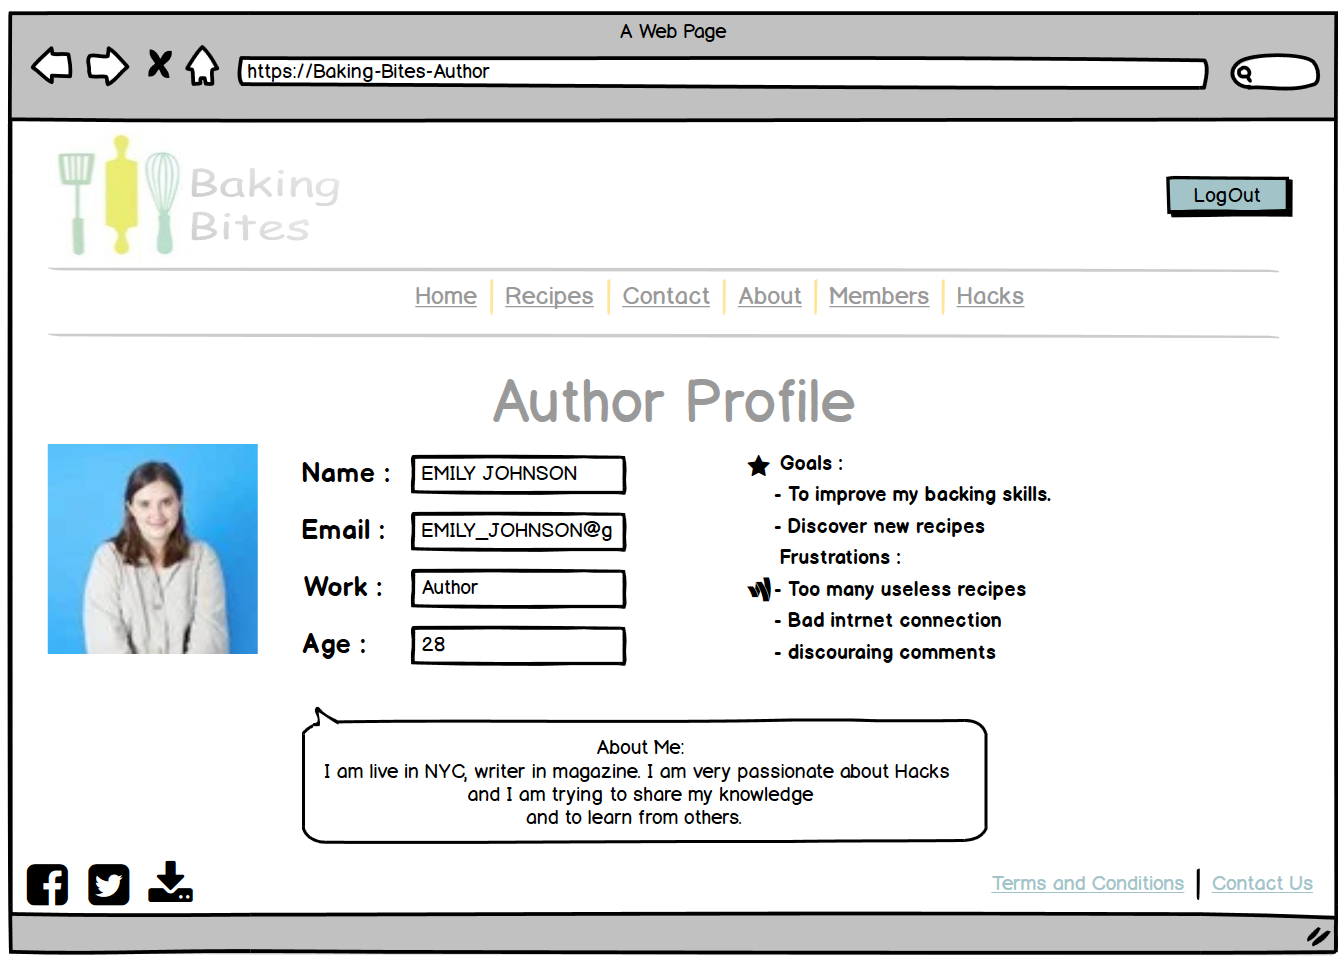 A Web Page
https://Baking-Bites-Author
Baking
Bites
LogOut
Home Recipes Contact About Members Hacks
Author Profile
Name : EMILY JOHNSON
Email : EMILY_JOHNSON@g
Work : Author
Age : 28
Goals :
- To improve my backing skills.
- Discover new recipes
Frustrations :
- Too many useless recipes
- Bad intrnet connection
- discouraing comments
About Me:
I am live in NYC, writer in magazine. I am very passionate about Hacks
and I am trying to share my knowledge
and to learn from others.
Terms and Conditions Contact Us